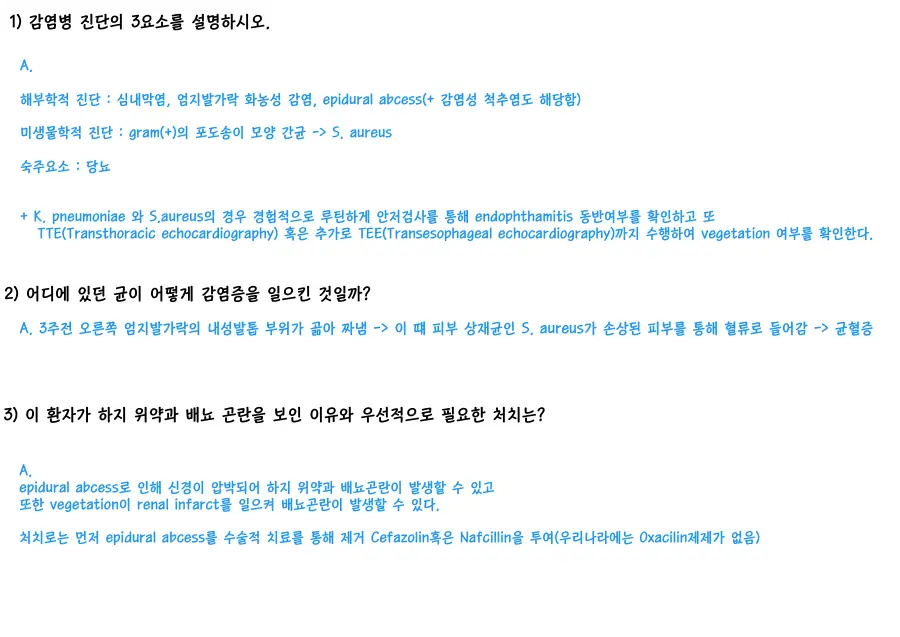 1) 감염병 진단의 3요소를 설명하시오.
A.
해부학적 진단 : 심내막염, 엄지발가락 화농성 감염, epidural abcess(+ 감염성 척추염도 해당함)
미생물학적 진단 : gram(+)의 포도송이 모양 간균 -> S. aureus
숙주요소 : 당뇨
+ K. pneumoniae 와 S.aureus의 경우 경험적으로 루틴하게 안저검사를 통해 endophthamitis 동반여부를 확인하고 또
TTE(Transthoracic echocardiography) 혹은 추가로 TEE(Transesophageal echocardiography)까지 수행하여 vegetation 여부를 확인한다.
2) 어디에 있던 균이 어떻게 감염증을 일으킨 것일까?
A. 3주전 오른쪽 엄지발가락의 내성발톱 부위가 곪아 짜냄 -> 이 떄 피부 상재균인 S. aureus가 손상된 피부를 통해 혈류로 들어감 -> 균혈증
3) 이 환자가 하지 위약과 배뇨 곤란을 보인 이유와 우선적으로 필요한 처치는?
A.
epidural abcess로 인해 신경이 압박되어 하지 위약과 배뇨곤란이 발생할 수 있고
또한 vegetation이 renal infarct를 일으켜 배뇨곤란이 발생할 수 있다.
처치로는 먼저 epidural abcess를 수술적 치료를 통해 제거 Cefazolin혹은 Nafcillin을 투여(우리나라에는 Oxacilin제제가 없음)